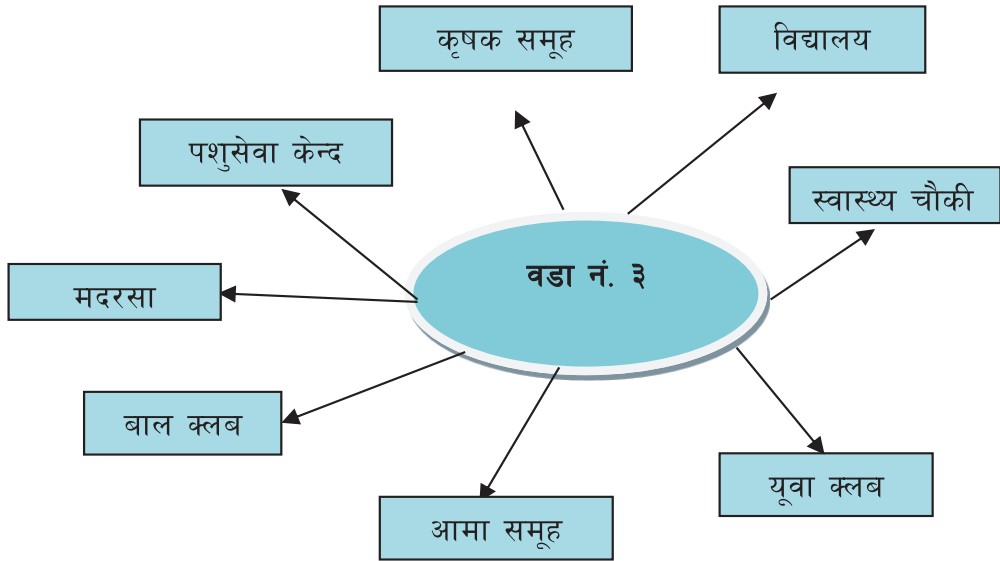 कृषक समूह
विद्यालय
पशुसेवा केन्द
स्वास्थ्य चौकी
वडा नं. ३
मदरसा
बाल क्लब
यूवा क्लब
आमा समूह